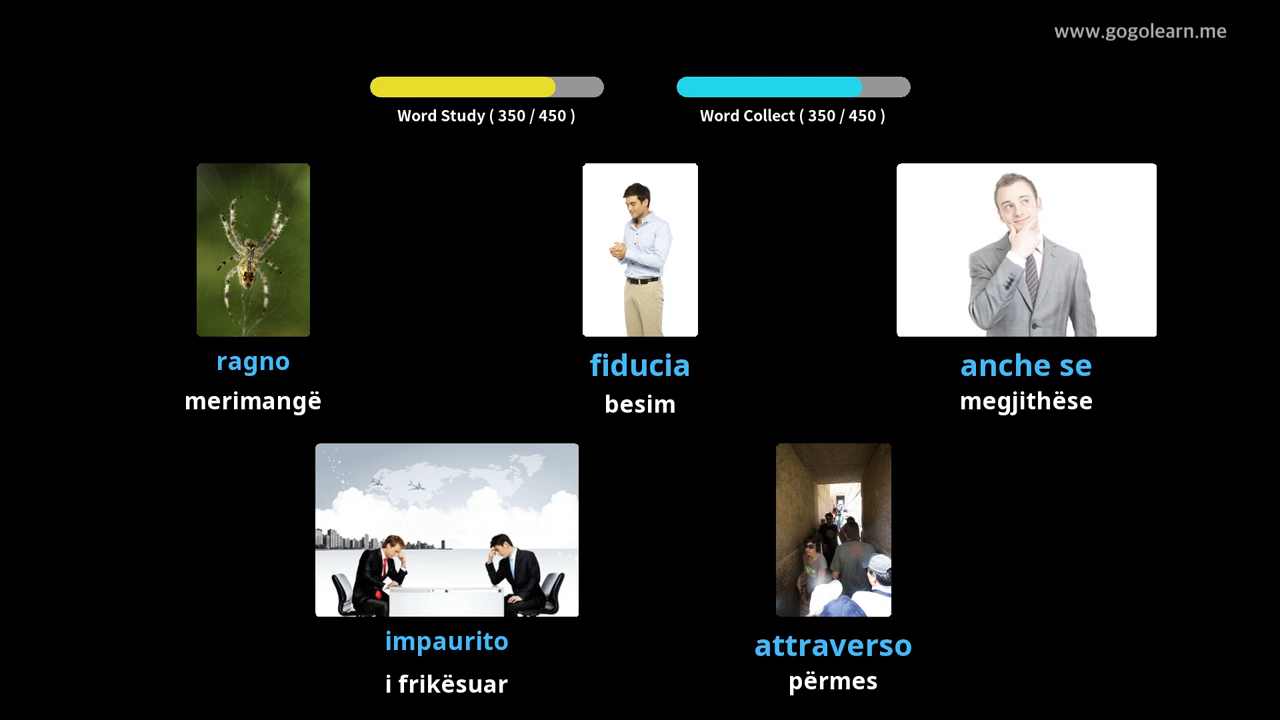 www.gogolearn.me
Word Study ( 350 / 450 )
Word Collect ( 350 / 450 )
ragno
merimangë
fiducia
besim
anche se
megjithëse
impaurito
i frikësuar
attraverso
përmes